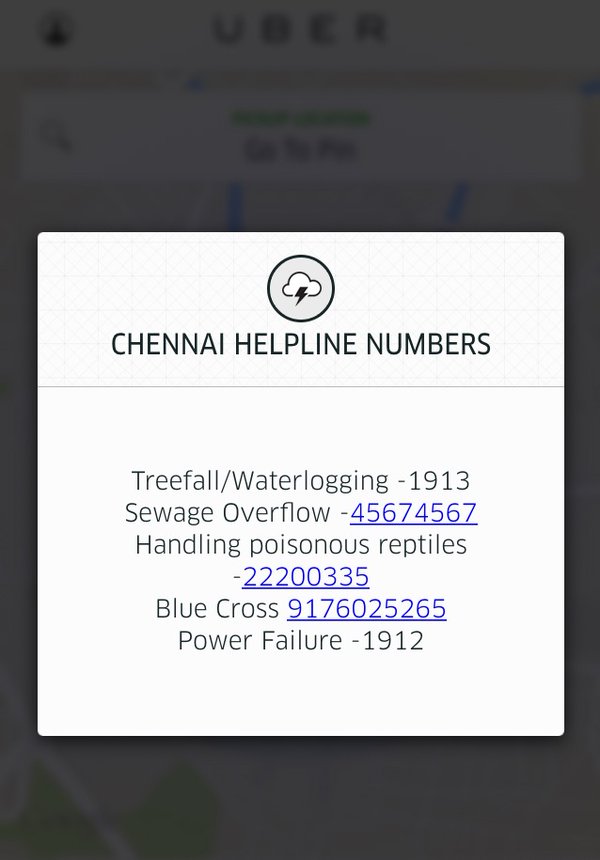 UBER
PICKUP LOCATION
Go To Pin
CHENNAI HELPLINE NUMBERS
Treefall/Waterlogging -1913
Sewage Overflow -45674567
Handling poisonous reptiles
-22200335
Blue Cross 9176025265
Power Failure -1912